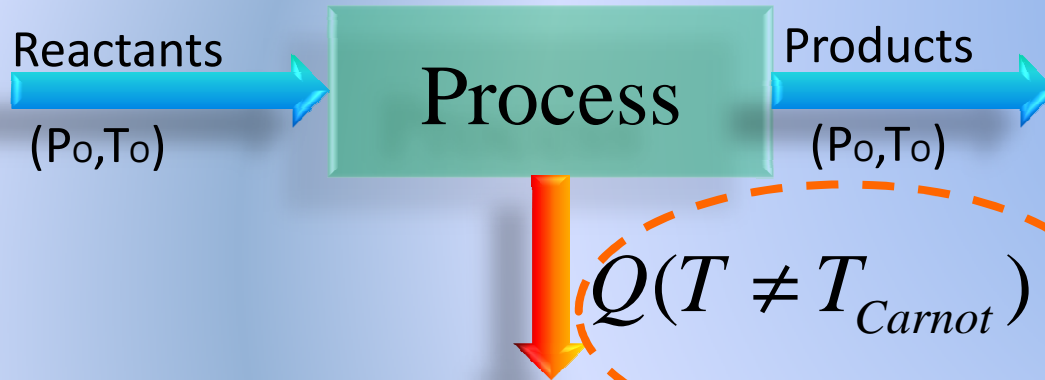 Reactants
Process
Products
(Po,To)
(Po,To)
Q(T ≠ T_Carnot)